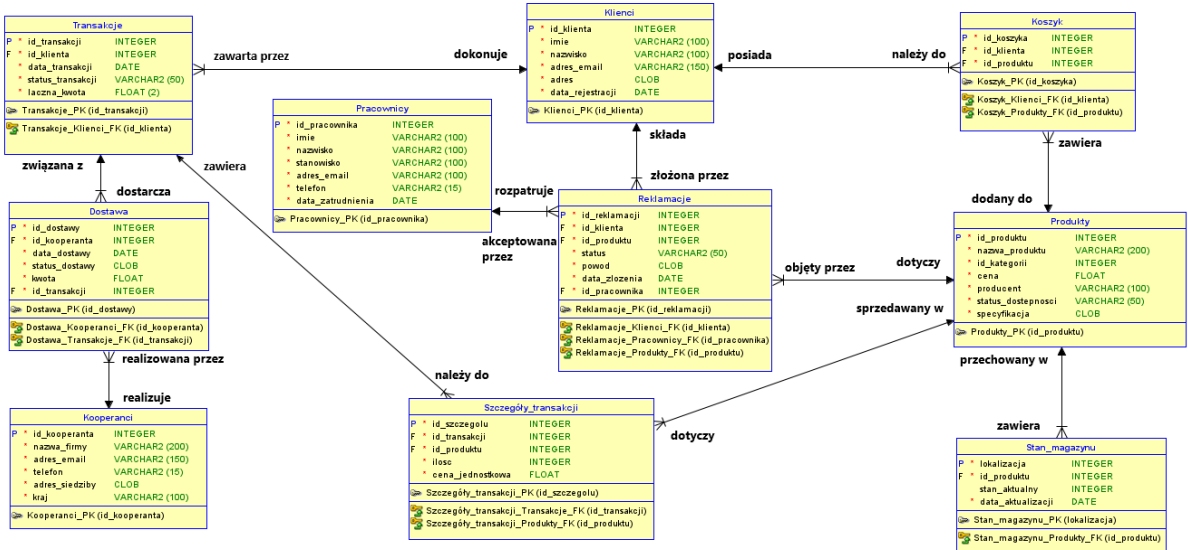 Transakcje
P * id_transakcji INTEGER
F * id_klienta INTEGER
* data_transakcji DATE
* status_transakcji VARCHAR2 (50)
* laczna_kwota FLOAT (2)
Transakcje_PK (id_transakcji)
Transakcje_Klienci_FK (id_klienta)
zawarta przez
dokonuje
Klienci
P * id_klienta INTEGER
* imie VARCHAR2 (100)
* nazwisko VARCHAR2 (100)
* adres_email VARCHAR2 (150)
* adres CLOB
* data_rejestracji DATE
Klienci_PK (id_klienta)
posiada
należy do
Koszyk
P * id_koszyka INTEGER
F * id_klienta INTEGER
F * id_produktu INTEGER
Koszyk_PK (id_koszyka)
Koszyk_Klienci_FK (id_klienta)
Koszyk_Produkty_FK (id_produktu)
Pracownicy
P * id_pracownika INTEGER
* imie VARCHAR2 (100)
* nazwisko VARCHAR2 (100)
* stanowisko VARCHAR2 (100)
* adres_email VARCHAR2 (100)
* telefon VARCHAR2 (15)
* data_zatrudnienia DATE
Pracownicy_PK (id_pracownika)
składa
złożona przez
zawiera
dodany do
związana z
dostarcza
zawiera
należy do
rozpatruje
akceptowana
przez
Dostawa
P * id_dostawy INTEGER
F * id_kooperanta INTEGER
* data_dostawy DATE
* status_dostawy CLOB
* kwota FLOAT
F * id_transakcji INTEGER
Dostawa_PK (id_dostawy)
Dostawa_Kooperanci_FK (id_kooperanta)
Dostawa_Transakcje_FK (id_transakcji)
Reklamacje
P * id_reklamacji INTEGER
F * id_klienta INTEGER
F * id_produktu INTEGER
* status VARCHAR2 (50)
* powod CLOB
* data_zlozenia DATE
F * id_pracownika INTEGER
Reklamacje_PK (id_reklamacji)
Reklamacje_Klienci_FK (id_klienta)
Reklamacje_Pracownicy_FK (id_pracownika)
Reklamacje_Produkty_FK (id_produktu)
objęty przez
dotyczy
Produkty
P * id_produktu INTEGER
* nazwa_produktu VARCHAR2 (200)
* id_kategorii INTEGER
* cena FLOAT
* producent VARCHAR2 (100)
* status_dostepnosci VARCHAR2 (50)
* specyfikacja CLOB
Produkty_PK (id_produktu)
sprzedawany w
dotyczy
przechowany w
zawiera
realizowana przez
realizuje
Kooperanci
P * id_kooperanta INTEGER
* nazwa_firmy VARCHAR2 (200)
* adres_email VARCHAR2 (150)
* telefon VARCHAR2 (15)
* adres_siedziby CLOB
* kraj VARCHAR2 (100)
Kooperanci_PK (id_kooperanta)
Szczegóły_transakcji
P * id_szczegolu INTEGER
F * id_transakcji INTEGER
F * id_produktu INTEGER
* ilosc INTEGER
* cena_jednostkowa FLOAT
Szczegóły_transakcji_PK (id_szczegolu)
Szczegóły_transakcji_Transakcje_FK (id_transakcji)
Szczegóły_transakcji_Produkty_FK (id_produktu)
Stan_magazynu
P * lokalizacja INTEGER
F * id_produktu INTEGER
stan_aktualny INTEGER
* data_aktualizacji DATE
Stan_magazynu_PK (lokalizacja)
Stan_magazynu_Produkty_FK (id_produktu)